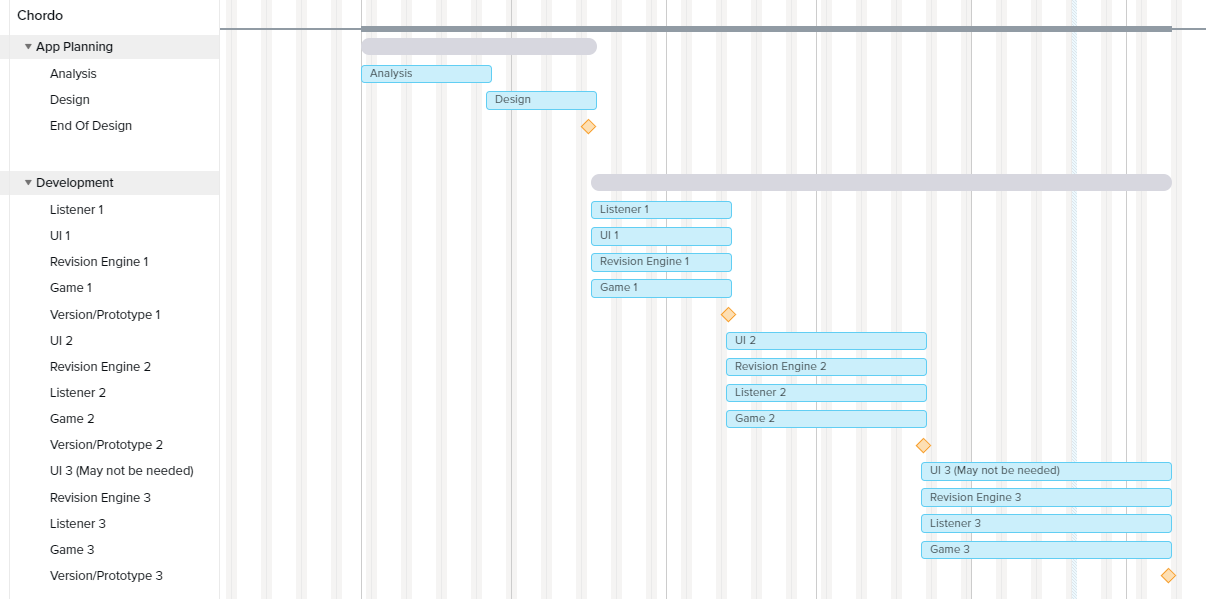 Chordo
App Planning
Analysis
Analysis
Design
Design
End Of Design
Development
Listener 1
Listener 1
UI 1
UI 1
Revision Engine 1
Revision Engine 1
Game 1
Game 1
Version/Prototype 1
UI 2
UI 2
Revision Engine 2
Revision Engine 2
Listener 2
Listener 2
Game 2
Game 2
Version/Prototype 2
UI 3 (May not be needed)
UI 3 (May not be needed)
Revision Engine 3
Revision Engine 3
Listener 3
Listener 3
Game 3
Game 3
Version/Prototype 3